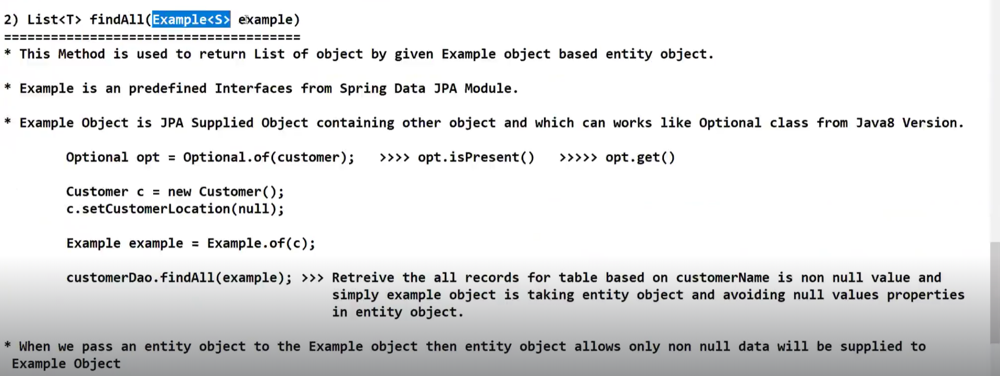 2) List<T> findAll(Example<S> example)
======================================
* This Method is used to return List of object by given Example object based entity object.
* Example is an predefined Interfaces from Spring Data JPA Module.
* Example Object is JPA Supplied Object containing other object and which can works like Optional class from Java8 Version.
Optional opt = Optional.of(customer);   >>>> opt.isPresent()   >>>>> opt.get()
Customer c = new Customer();
c.setCustomerLocation(null);
Example example = Example.of(c);
customerDao.findAll(example); >>> Retreive the all records for table based on customerName is non null value and
simply example object is taking entity object and avoiding null values properties
in entity object.
* When we pass an entity object to the Example object then entity object allows only non null data will be supplied to
Example Object